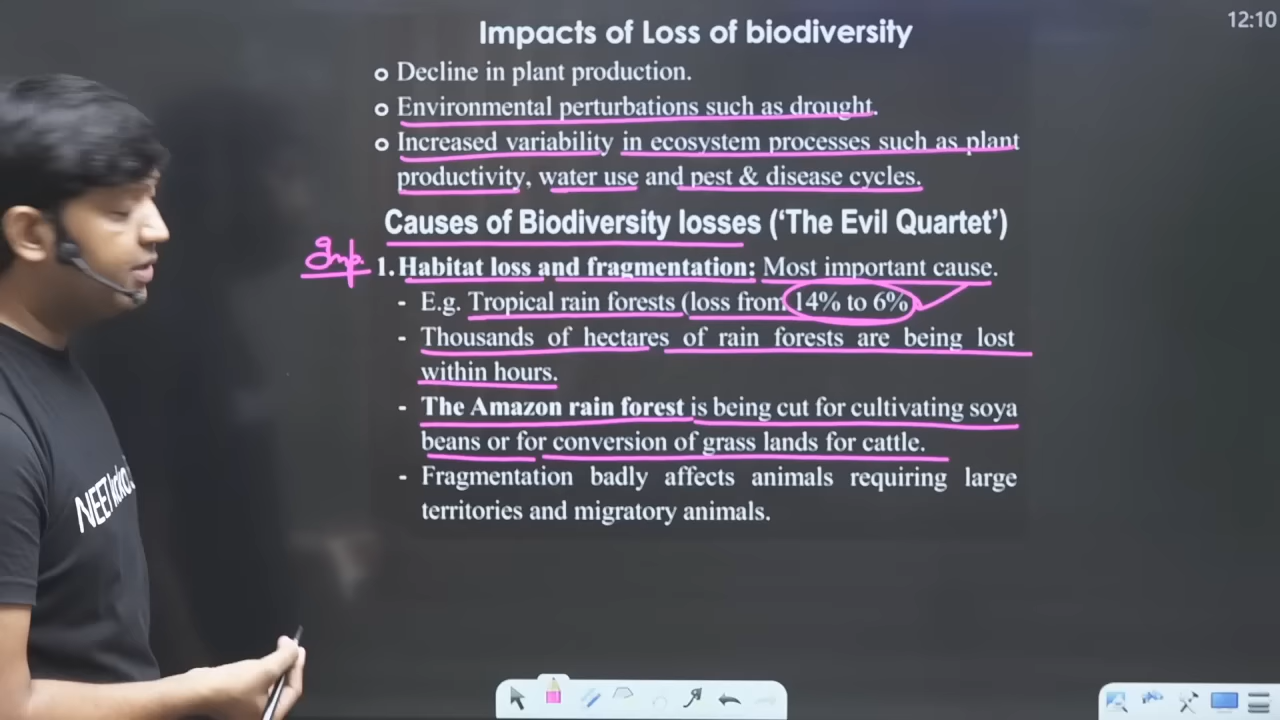 12:10
Impacts of Loss of biodiversity
o Decline in plant production.
o Environmental perturbations such as drought.
o Increased variability in ecosystem processes such as plant
productivity, water use and pest & disease cycles.
Causes of Biodiversity losses (‘The Evil Quartet’)
Imp. 1. Habitat loss and fragmentation: Most important cause.
- E.g. Tropical rain forests (loss from 14% to 6%)
- Thousands of hectares of rain forests are being lost
within hours.
- The Amazon rain forest is being cut for cultivating soya
beans or for conversion of grass lands for cattle.
- Fragmentation badly affects animals requiring large
territories and migratory animals.
NEET